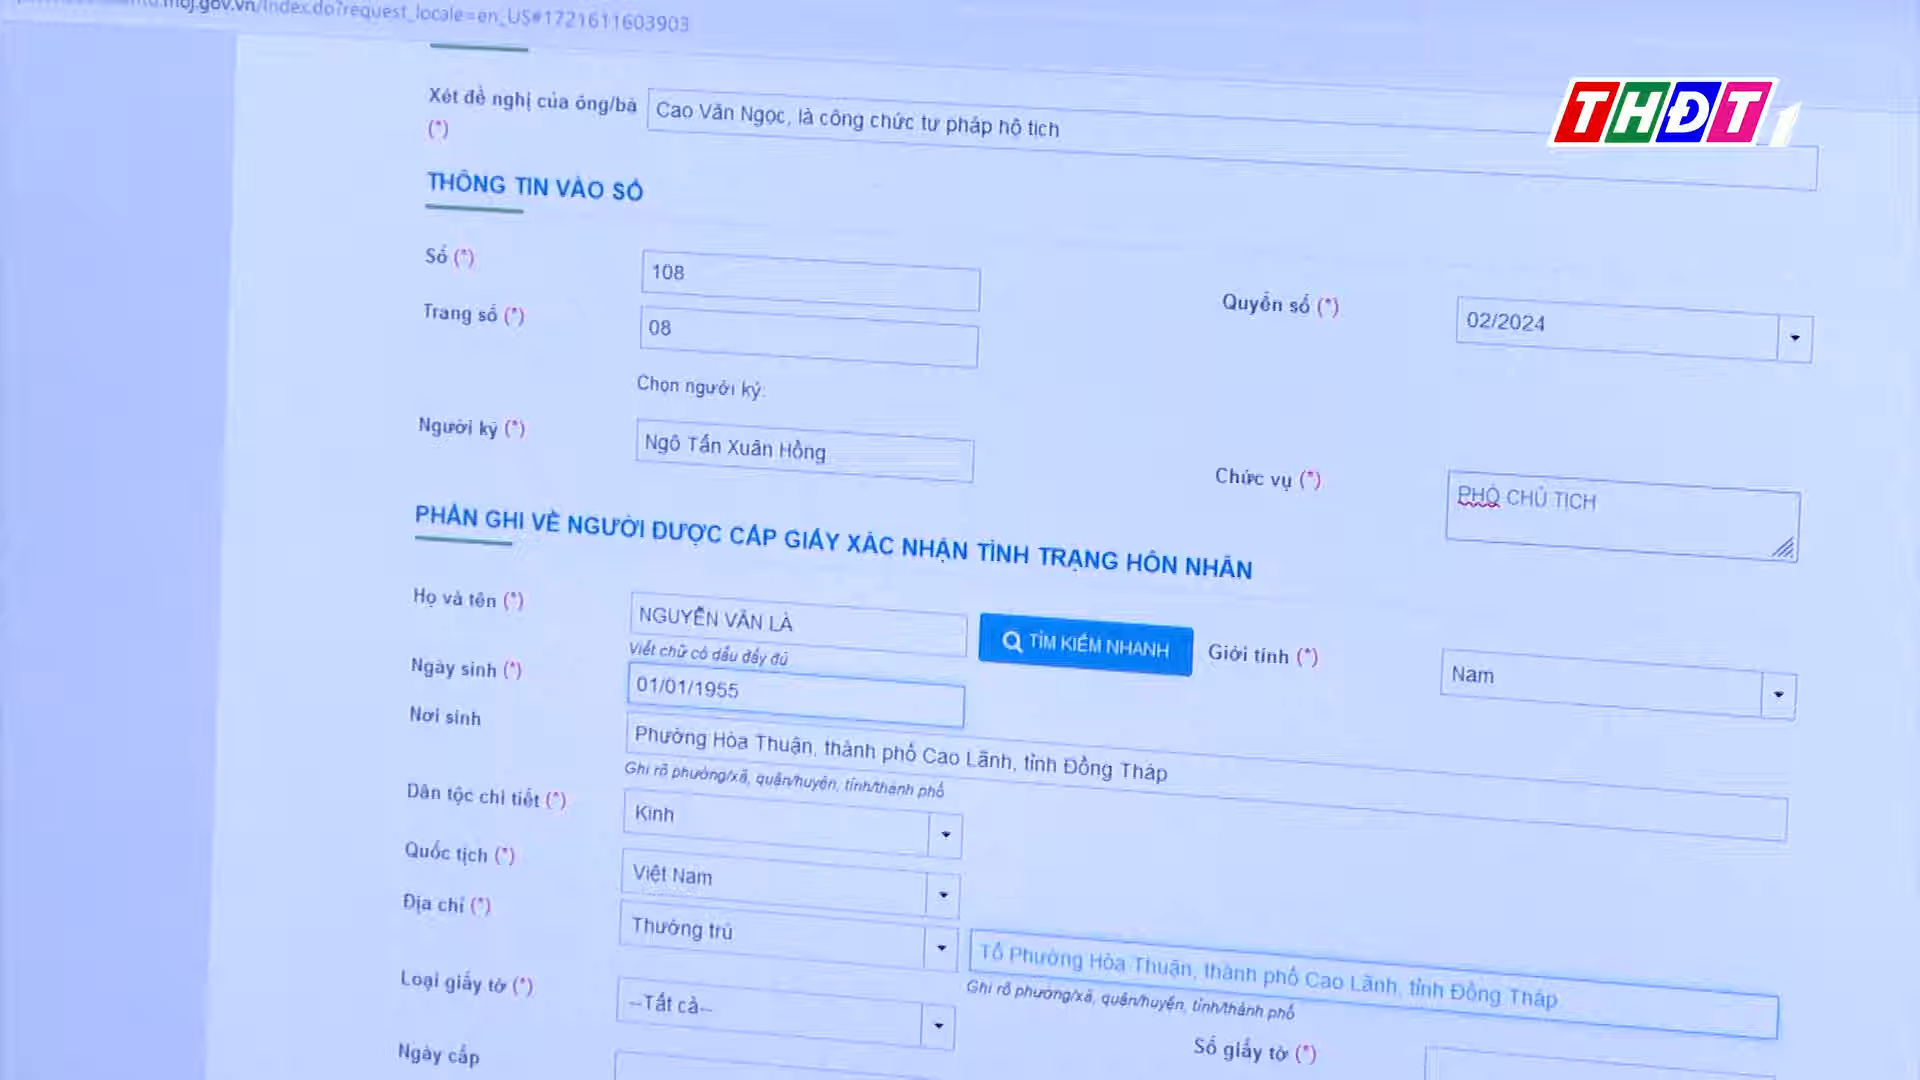 moj.gov.vn/index.do?request_locale=en_US#1721611603903
THĐT1
Xét đề nghị của ông/bà (*) Cao Văn Ngọc, là công chức tư pháp hộ tịch
THÔNG TIN VÀO SỔ
Số (*) 108
Quyển số (*) 02/2024
Trang số (*) 08
Chọn người ký:
Người ký (*) Ngô Tấn Xuân Hồng
Chức vụ (*) PHÓ CHỦ TỊCH
PHẦN GHI VỀ NGƯỜI ĐƯỢC CẤP GIẤY XÁC NHẬN TÌNH TRẠNG HÔN NHÂN
Họ và tên (*) NGUYỄN VĂN LÀ TÌM KIẾM NHANH Giới tính (*) Nam
Viết chữ có dấu đầy đủ
Ngày sinh (*) 01/01/1955
Nơi sinh Phường Hòa Thuận, thành phố Cao Lãnh, tỉnh Đồng Tháp
Ghi rõ phường/xã, quận/huyện, tỉnh/thành phố
Dân tộc chi tiết (*) Kinh
Quốc tịch (*) Việt Nam
Địa chỉ (*) Thường trú Tổ Phường Hòa Thuận, thành phố Cao Lãnh, tỉnh Đồng Tháp
Ghi rõ phường/xã, quận/huyện, tỉnh/thành phố
Loại giấy tờ (*) --Tất cả--
Số giấy tờ (*)
Ngày cấp